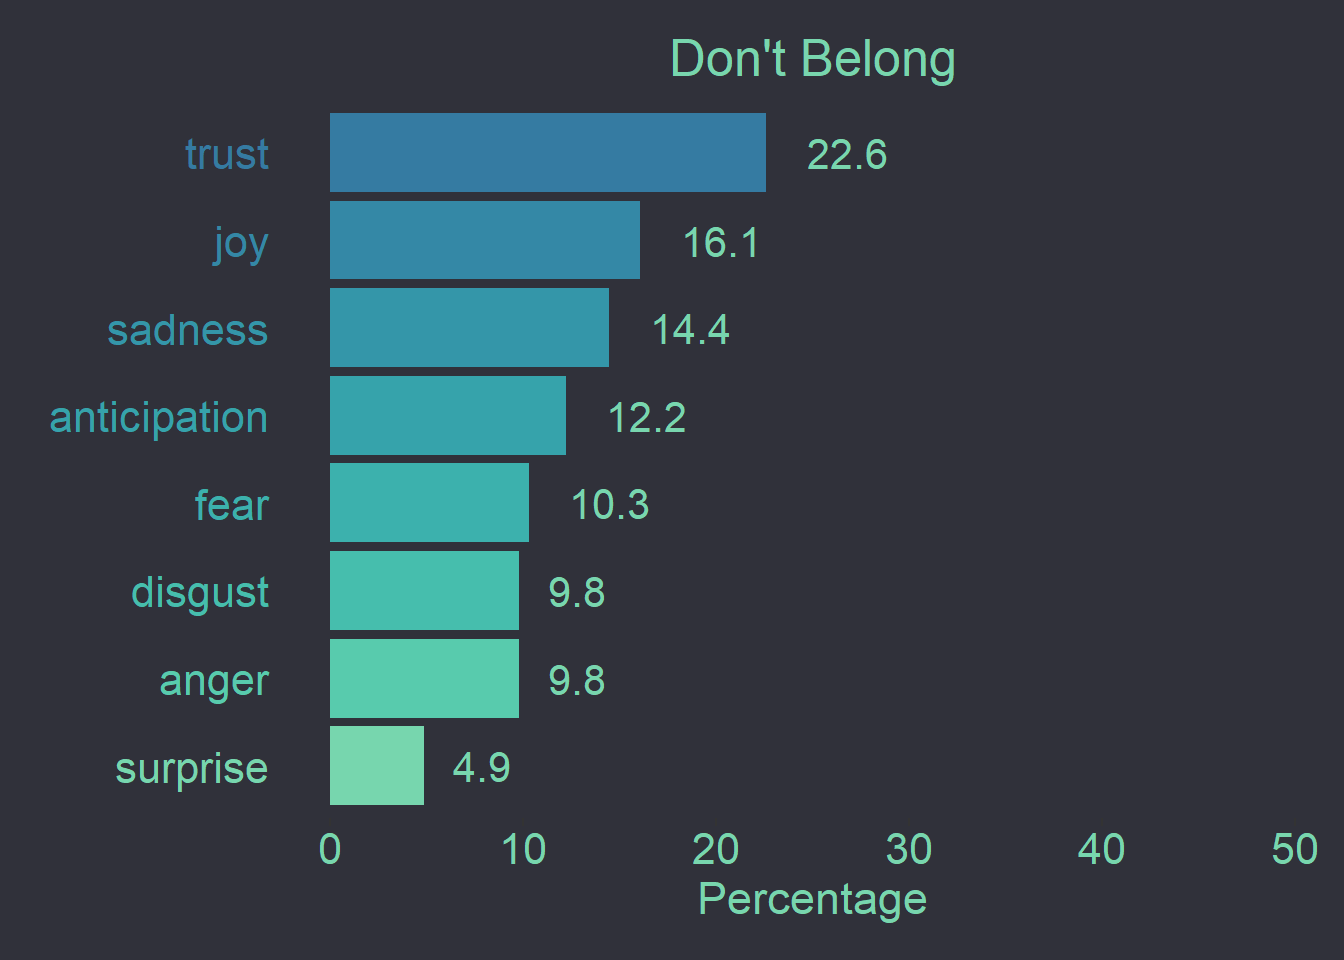 Don't Belong
trust 22.6
joy 16.1
sadness 14.4
anticipation 12.2
fear 10.3
disgust 9.8
anger 9.8
surprise 4.9
0 10 20 30 40 50
Percentage